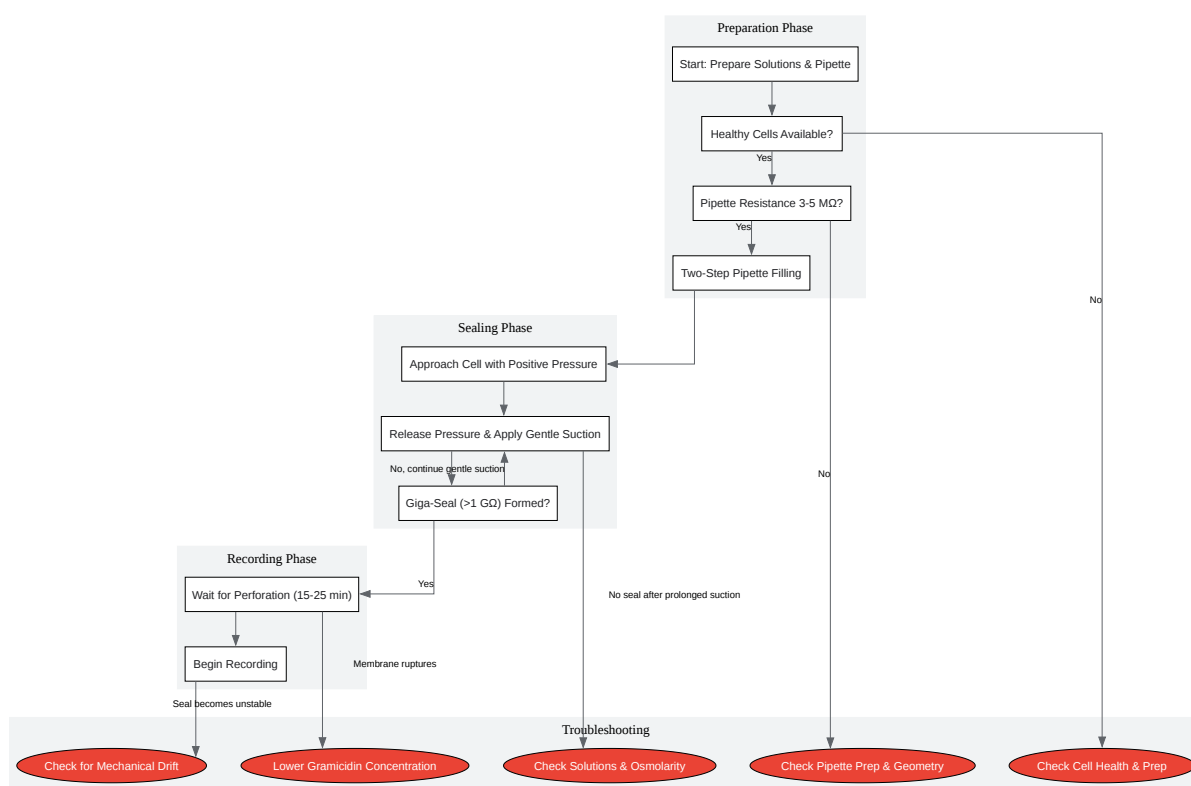 Preparation Phase
Start: Prepare Solutions & Pipette
Healthy Cells Available?
Yes
Pipette Resistance 3-5 MΩ?
Yes
Two-Step Pipette Filling
No
Sealing Phase
Approach Cell with Positive Pressure
Release Pressure & Apply Gentle Suction
No, continue gentle suction
No
Giga-Seal (>1 GΩ) Formed?
Recording Phase
Yes
Wait for Perforation (15-25 min)
No seal after prolonged suction
Begin Recording
Membrane ruptures
Seal becomes unstable
Troubleshooting
Check for Mechanical Drift
Lower Gramicidin Concentration
Check Solutions & Osmolarity
Check Pipette Prep & Geometry
Check Cell Health & Prep